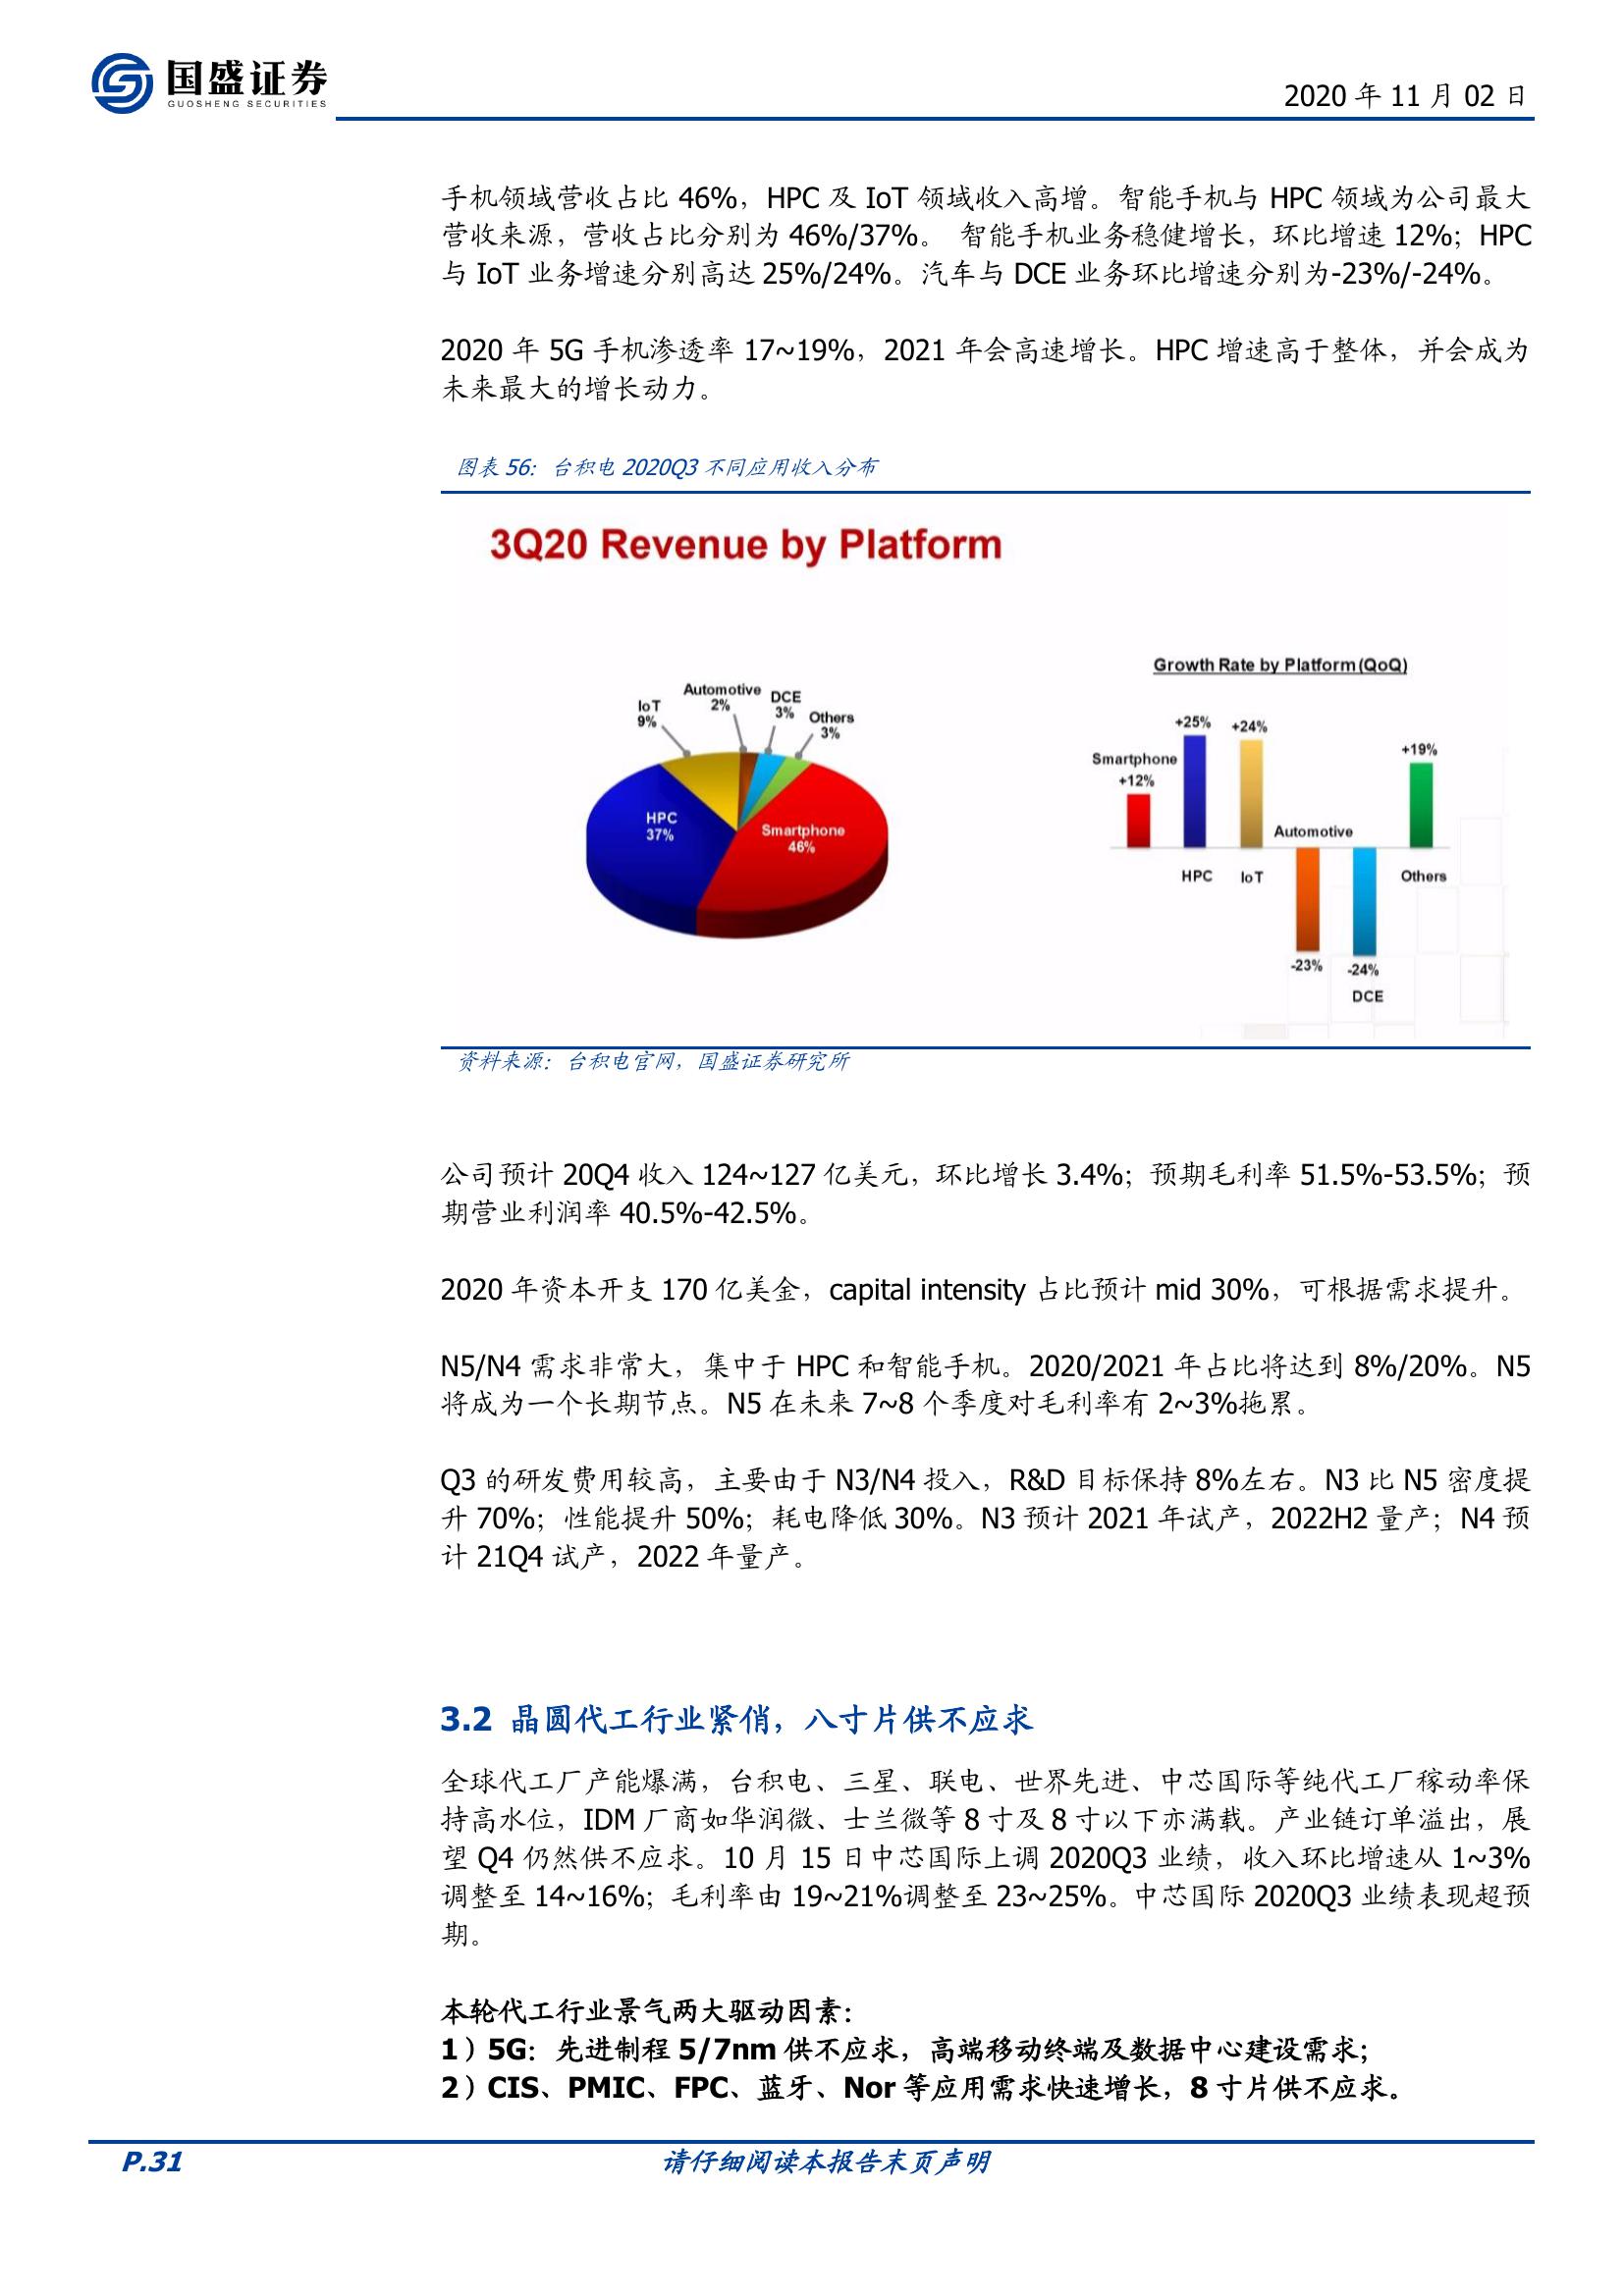 国盛证券
GUOSHENG SECURITIES
2020 年 11 月 02 日
手机领域营收占比 46%，HPC 及 IoT 领域收入高增。智能手机与 HPC 领域为公司最大
营收来源，营收占比分别为 46%/37%。 智能手机业务稳健增长，环比增速 12%；HPC
与 IoT 业务增速分别高达 25%/24%。汽车与 DCE 业务环比增速分别为-23%/-24%。
2020 年 5G 手机渗透率 17~19%，2021 年会高速增长。HPC 增速高于整体，并会成为
未来最大的增长动力。
图表 56：台积电 2020Q3 不同应用收入分布
3Q20 Revenue by Platform
IoT
9%
Automotive
2%
DCE
3%
Others
3%
HPC
37%
Smartphone
46%
Growth Rate by Platform (QoQ)
Smartphone
+12%
+25%
+24%
+19%
Automotive
HPC
IoT
Others
-23%
-24%
DCE
资料来源：台积电官网，国盛证券研究所
公司预计 20Q4 收入 124~127 亿美元，环比增长 3.4%；预期毛利率 51.5%-53.5%；预
期营业利润率 40.5%-42.5%。
2020 年资本开支 170 亿美金，capital intensity 占比预计 mid 30%，可根据需求提升。
N5/N4 需求非常大，集中于 HPC 和智能手机。2020/2021 年占比将达到 8%/20%。N5
将成为一个长期节点。N5 在未来 7~8 个季度对毛利率有 2~3%拖累。
Q3 的研发费用较高，主要由于 N3/N4 投入，R&D 目标保持 8%左右。N3 比 N5 密度提
升 70%；性能提升 50%；耗电降低 30%。N3 预计 2021 年试产，2022H2 量产；N4 预
计 21Q4 试产，2022 年量产。
3.2 晶圆代工行业紧俏，八寸片供不应求
全球代工厂产能爆满，台积电、三星、联电、世界先进、中芯国际等纯代工厂稼动率保
持高水位，IDM 厂商如华润微、士兰微等 8 寸及 8 寸以下亦满载。产业链订单溢出，展
望 Q4 仍然供不应求。10 月 15 日中芯国际上调 2020Q3 业绩，收入环比增速从 1~3%
调整至 14~16%；毛利率由 19~21%调整至 23~25%。中芯国际 2020Q3 业绩表现超预
期。
本轮代工行业景气两大驱动因素：
1）5G：先进制程 5/7nm 供不应求，高端移动终端及数据中心建设需求；
2）CIS、PMIC、FPC、蓝牙、Nor 等应用需求快速增长，8 寸片供不应求。
P.31
请仔细阅读本报告末页声明